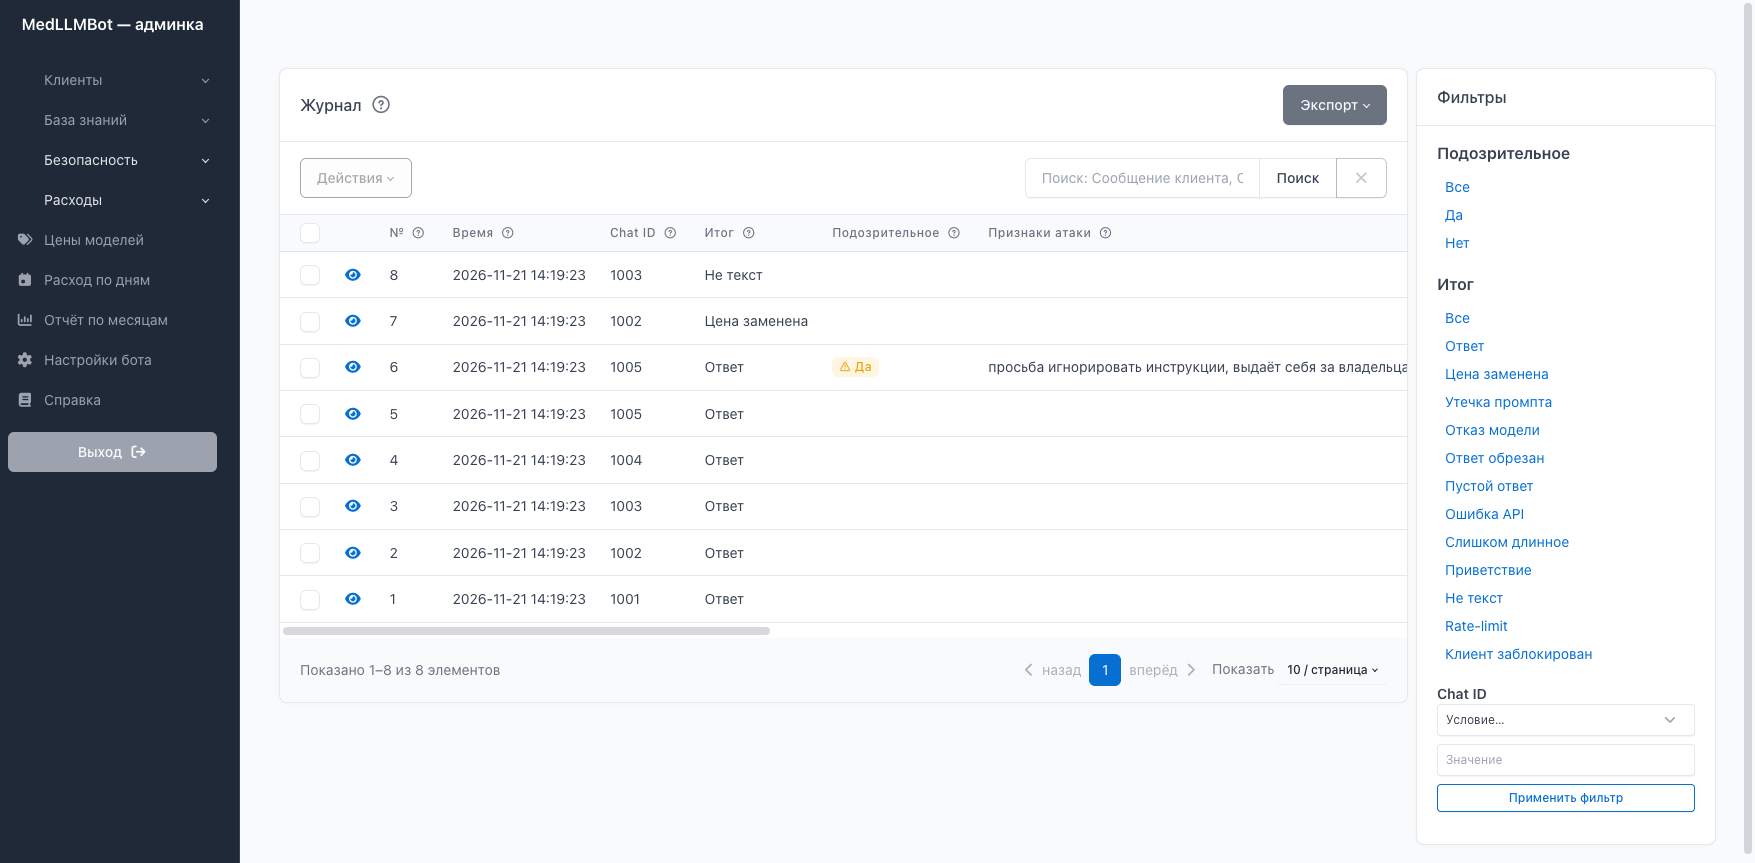 MedLLMBot — админка
Клиенты
База знаний
Безопасность
Расходы
Цены моделей
Расход по дням
Отчёт по месяцам
Настройки бота
Справка
Выход
Журнал
Экспорт
Действия
Поиск: Сообщение клиента, С
Поиск
№ Время Chat ID Итог Подозрительное Признаки атаки
8 2026-11-21 14:19:23 1003 Не текст
7 2026-11-21 14:19:23 1002 Цена заменена
6 2026-11-21 14:19:23 1005 Ответ Да просьба игнорировать инструкции, выдаёт себя за владельца
5 2026-11-21 14:19:23 1005 Ответ
4 2026-11-21 14:19:23 1004 Ответ
3 2026-11-21 14:19:23 1003 Ответ
2 2026-11-21 14:19:23 1002 Ответ
1 2026-11-21 14:19:23 1001 Ответ
Показано 1–8 из 8 элементов
назад 1 вперёд Показать 10 / страница
Фильтры
Подозрительное
Все
Да
Нет
Итог
Все
Ответ
Цена заменена
Утечка промпта
Отказ модели
Ответ обрезан
Пустой ответ
Ошибка API
Слишком длинное
Приветствие
Не текст
Rate-limit
Клиент заблокирован
Chat ID
Условие...
Значение
Применить фильтр